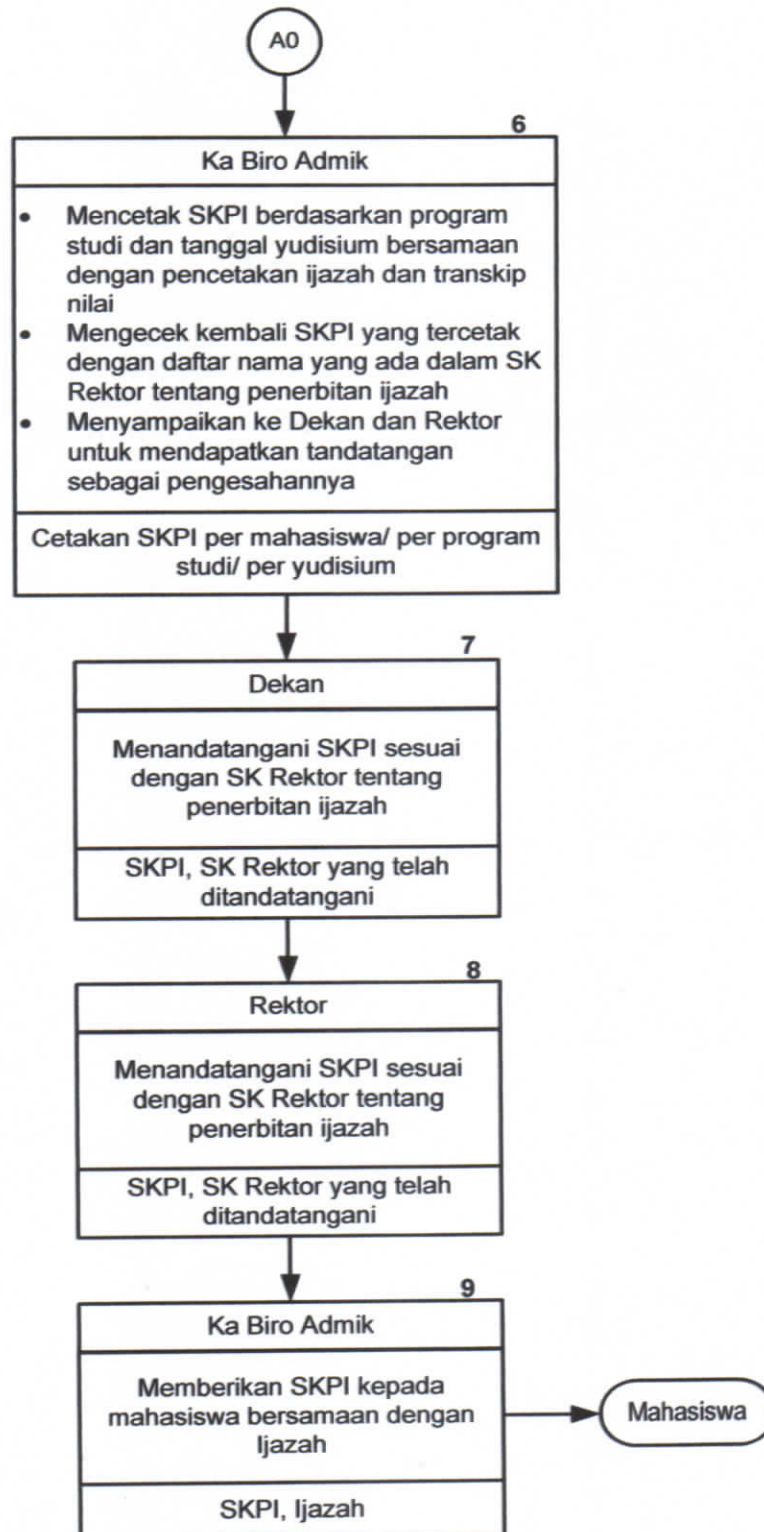 A0
6
Ka Biro Admik
• Mencetak SKPI berdasarkan program
studi dan tanggal yudisium bersamaan
dengan pencetakan ijazah dan transkip
nilai
• Mengecek kembali SKPI yang tercetak
dengan daftar nama yang ada dalam SK
Rektor tentang penerbitan ijazah
• Menyampaikan ke Dekan dan Rektor
untuk mendapatkan tandatangan
sebagai pengesahannya
Cetakan SKPI per mahasiswa/ per program
studi/ per yudisium
7
Dekan
Menandatangani SKPI sesuai
dengan SK Rektor tentang
penerbitan ijazah
SKPI, SK Rektor yang telah
ditandatangani
8
Rektor
Menandatangani SKPI sesuai
dengan SK Rektor tentang
penerbitan ijazah
SKPI, SK Rektor yang telah
ditandatangani
9
Ka Biro Admik
Memberikan SKPI kepada
mahasiswa bersamaan dengan
Ijazah
Mahasiswa
SKPI, Ijazah